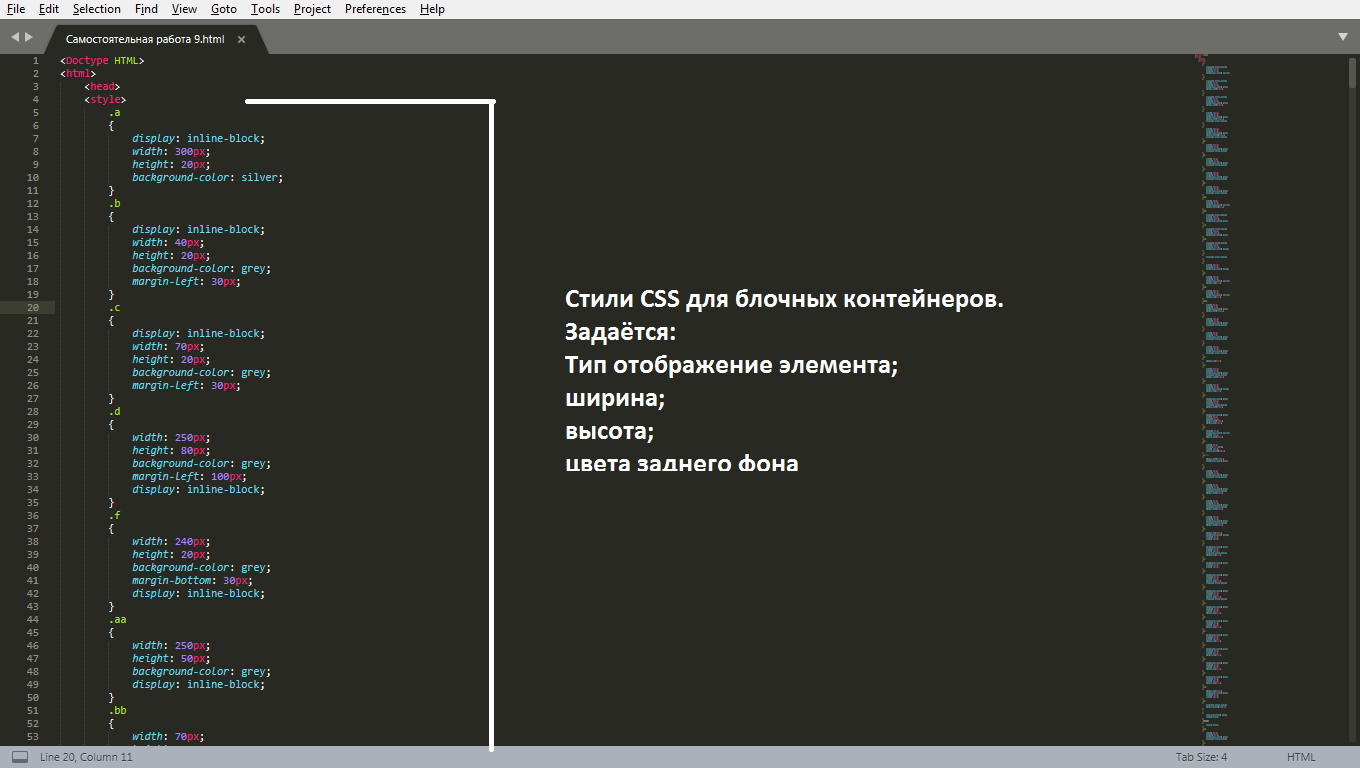 File Edit Selection Find View Goto Tools Project Preferences Help
Самостоятельная работа 9.html ×
1 <Doctype HTML>
2 <html>
3 <head>
4 <style>
5 .a
6 {
7 display: inline-block;
8 width: 300px;
9 height: 20px;
10 background-color: silver;
11 }
12 .b
13 {
14 display: inline-block;
15 width: 40px;
16 height: 20px;
17 background-color: grey;
18 margin-left: 30px;
19 }
20 .c
21 {
22 display: inline-block;
23 width: 70px;
24 height: 20px;
25 background-color: grey;
26 margin-left: 30px;
27 }
28 .d
29 {
30 width: 250px;
31 height: 80px;
32 background-color: grey;
33 margin-left: 100px;
34 display: inline-block;
35 }
36 .f
37 {
38 width: 240px;
39 height: 20px;
40 background-color: grey;
41 margin-bottom: 30px;
42 display: inline-block;
43 }
44 .aa
45 {
46 width: 250px;
47 height: 50px;
48 background-color: grey;
49 display: inline-block;
50 }
51 .bb
52 {
53 width: 70px;
Стили CSS для блочных контейнеров.
Задаётся:
Тип отображение элемента;
ширина;
высота;
цвета заднего фона
Line 20, Column 11
Tab Size: 4
HTML